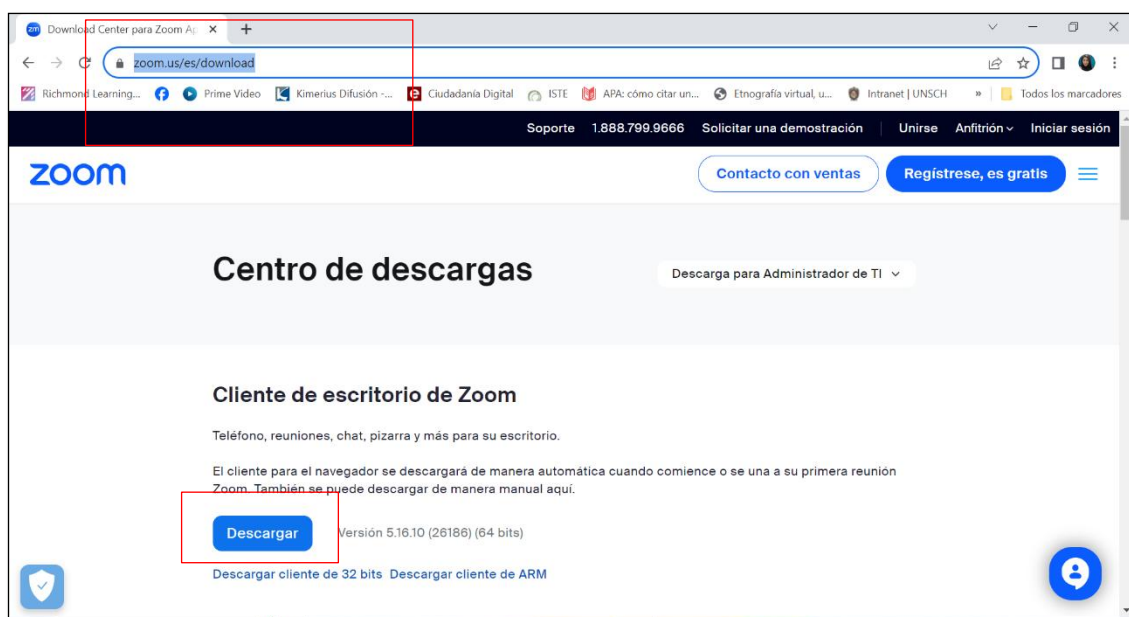 zm Download Center para Zoom Ap
zoom.us/es/download
Richmond Learning... Prime Video Kimerius Difusión -... Ciudadanía Digital ISTE APA: cómo citar un... Etnografía virtual, u... Intranet | UNSCH » Todos los marcadores
Soporte 1.888.799.9666 Solicitar una demostración Unirse Anfitrión Iniciar sesión
zoom Contacto con ventas Regístrese, es gratis
Centro de descargas Descarga para Administrador de TI
Cliente de escritorio de Zoom
Teléfono, reuniones, chat, pizarra y más para su escritorio.
El cliente para el navegador se descargará de manera automática cuando comience o se una a su primera reunión
Zoom. También se puede descargar de manera manual aquí.
Descargar Versión 5.16.10 (26186) (64 bits)
Descargar cliente de 32 bits Descargar cliente de ARM